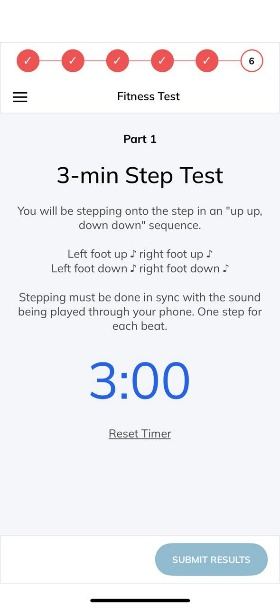 6
Fitness Test
Part 1
3-min Step Test
You will be stepping onto the step in an "up up,
down down" sequence.
Left foot up ♪ right foot up ♪
Left foot down ♪ right foot down ♪
Stepping must be done in sync with the sound
being played through your phone. One step for
each beat.
3:00
Reset Timer
SUBMIT RESULTS